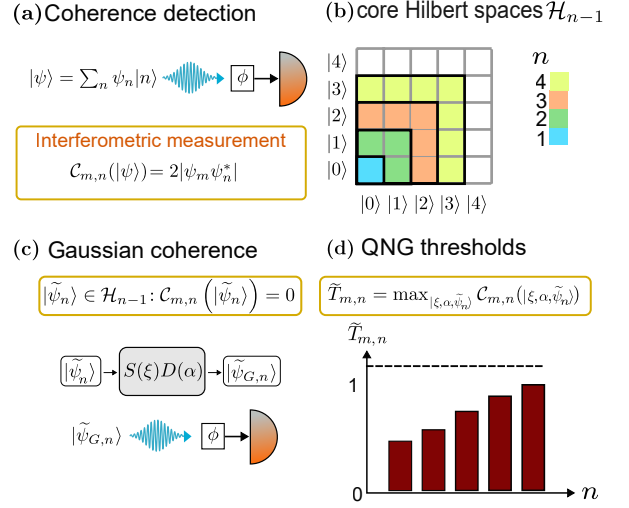 (a) Coherence detection
|ψ⟩ = ∑ₙ ψₙ|n⟩
ϕ
Interferometric measurement
𝒞ₘ,ₙ(|ψ⟩) = 2|ψₘψₙ*|
(b) core Hilbert spaces ℋₙ₋₁
|4⟩
|3⟩
|2⟩
|1⟩
|0⟩
|0⟩ |1⟩ |2⟩ |3⟩ |4⟩
n
4
3
2
1
(c) Gaussian coherence
|ψ̃ₙ⟩ ∈ ℋₙ₋₁: 𝒞ₘ,ₙ(|ψ̃ₙ⟩) = 0
|ψ̃ₙ⟩ S(ξ)D(α) |ψ̃_{G,n}⟩
|ψ̃_{G,n}⟩ ϕ
(d) QNG thresholds
T̃ₘ,ₙ = max_{|ξ,α,ψ̃ₙ⟩} 𝒞ₘ,ₙ(|ξ,α,ψ̃ₙ⟩)
T̃ₘ,ₙ
1
0
n